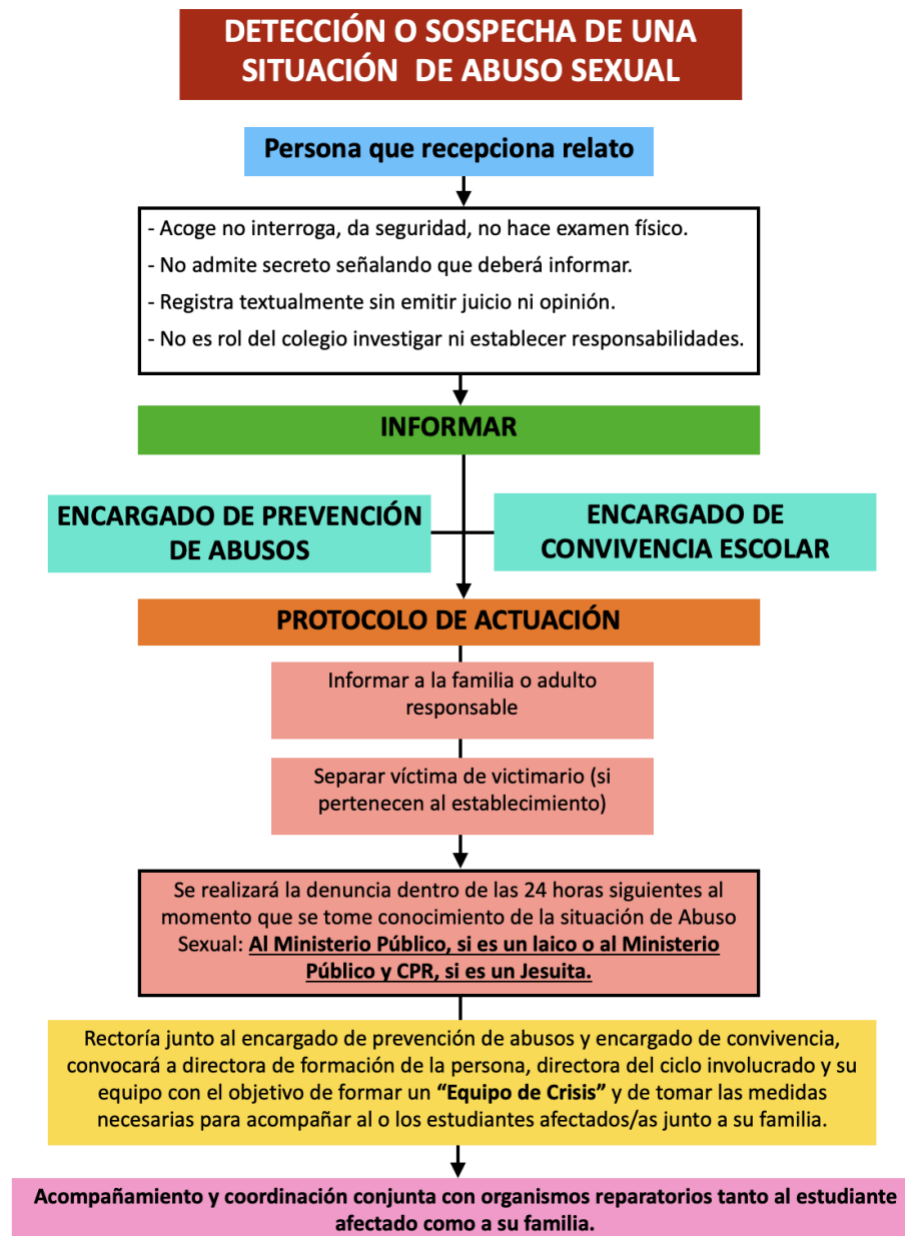 DETECCIÓN O SOSPECHA DE UNA
SITUACIÓN DE ABUSO SEXUAL
Persona que recepciona relato
- Acoge no interroga, da seguridad, no hace examen físico.
- No admite secreto señalando que deberá informar.
- Registra textualmente sin emitir juicio ni opinión.
- No es rol del colegio investigar ni establecer responsabilidades.
INFORMAR
ENCARGADO DE PREVENCIÓN
DE ABUSOS
ENCARGADO DE
CONVIVENCIA ESCOLAR
PROTOCOLO DE ACTUACIÓN
Informar a la familia o adulto
responsable
Separar víctima de victimario (si
pertenecen al establecimiento)
Se realizará la denuncia dentro de las 24 horas siguientes al
momento que se tome conocimiento de la situación de Abuso
Sexual: Al Ministerio Público, si es un laico o al Ministerio
Público y CPR, si es un Jesuita.
Rectoría junto al encargado de prevención de abusos y encargado de convivencia,
convocará a directora de formación de la persona, directora del ciclo involucrado y su
equipo con el objetivo de formar un “Equipo de Crisis” y de tomar las medidas
necesarias para acompañar al o los estudiantes afectados/as junto a su familia.
Acompañamiento y coordinación conjunta con organismos reparatorios tanto al estudiante
afectado como a su familia.